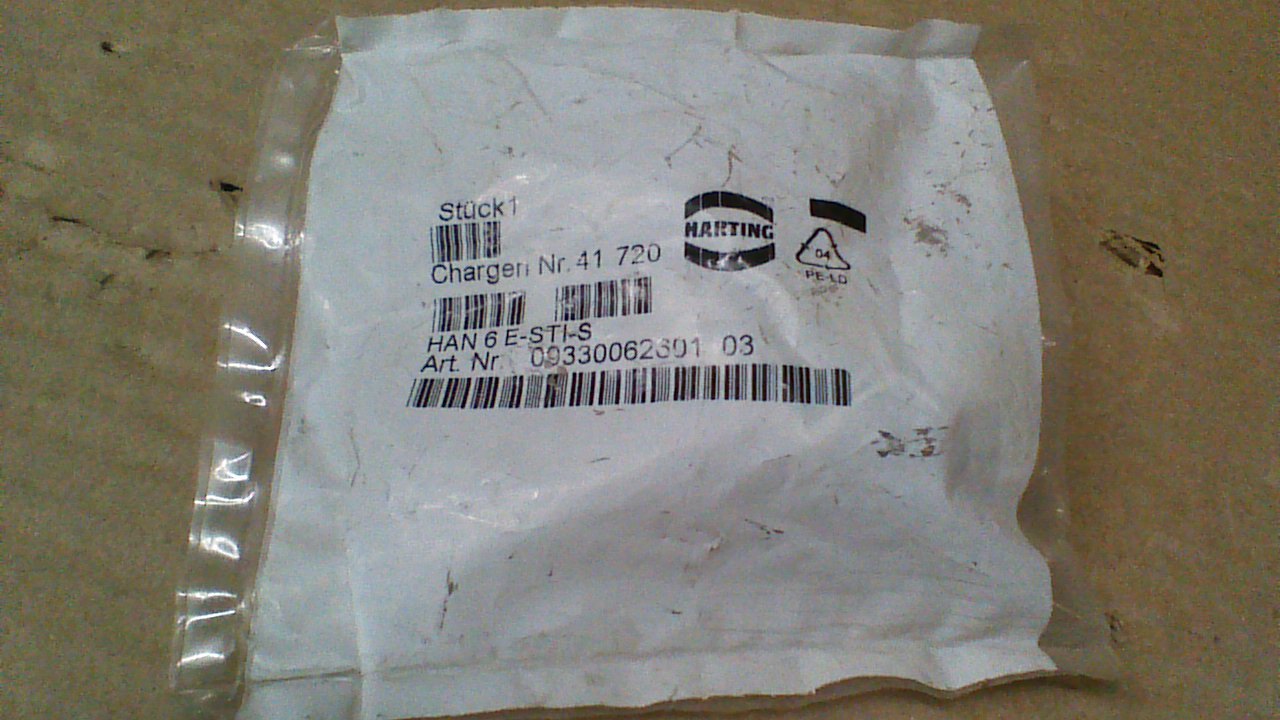 Stück1
HARTING
04
PE-LD
Chargen Nr. 41 720
HAN 6 E-STI-S
Art. Nr. 09330062601 03